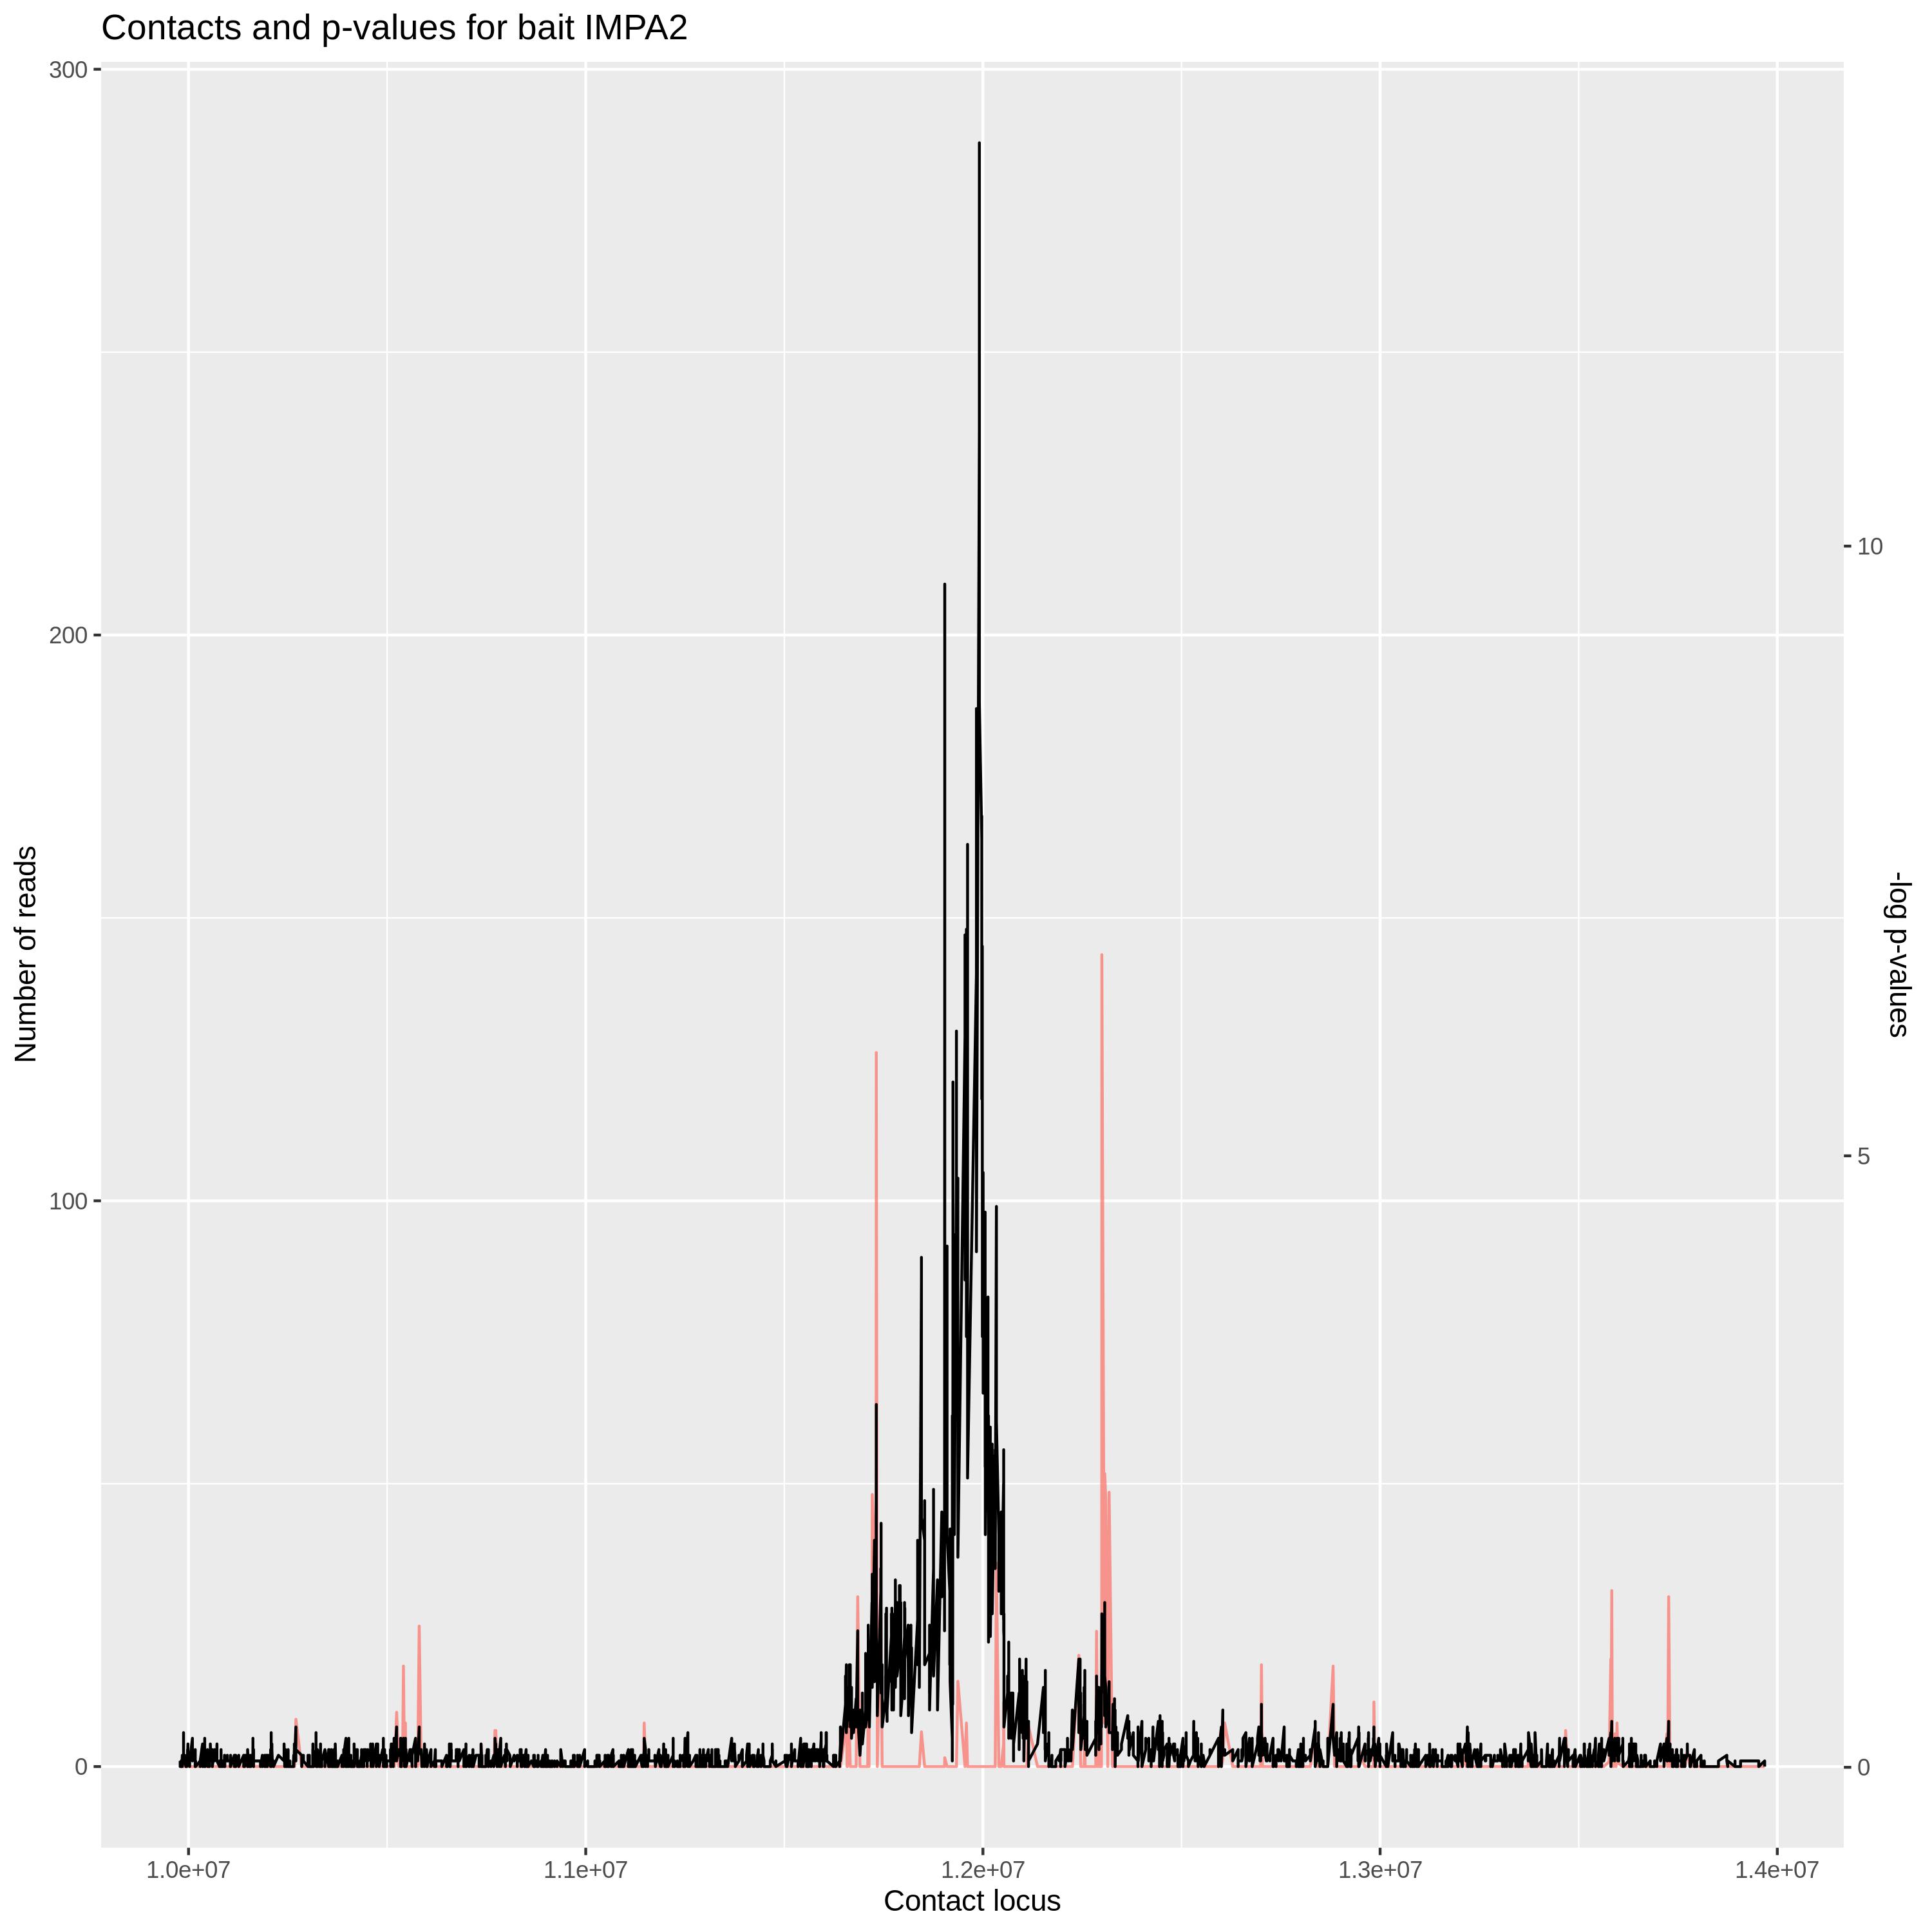 Contacts and p-values for bait IMPA2
300
200
100
0
Number of reads
10
5
0
-log p-values
1.0e+07
1.1e+07
1.2e+07
1.3e+07
1.4e+07
Contact locus